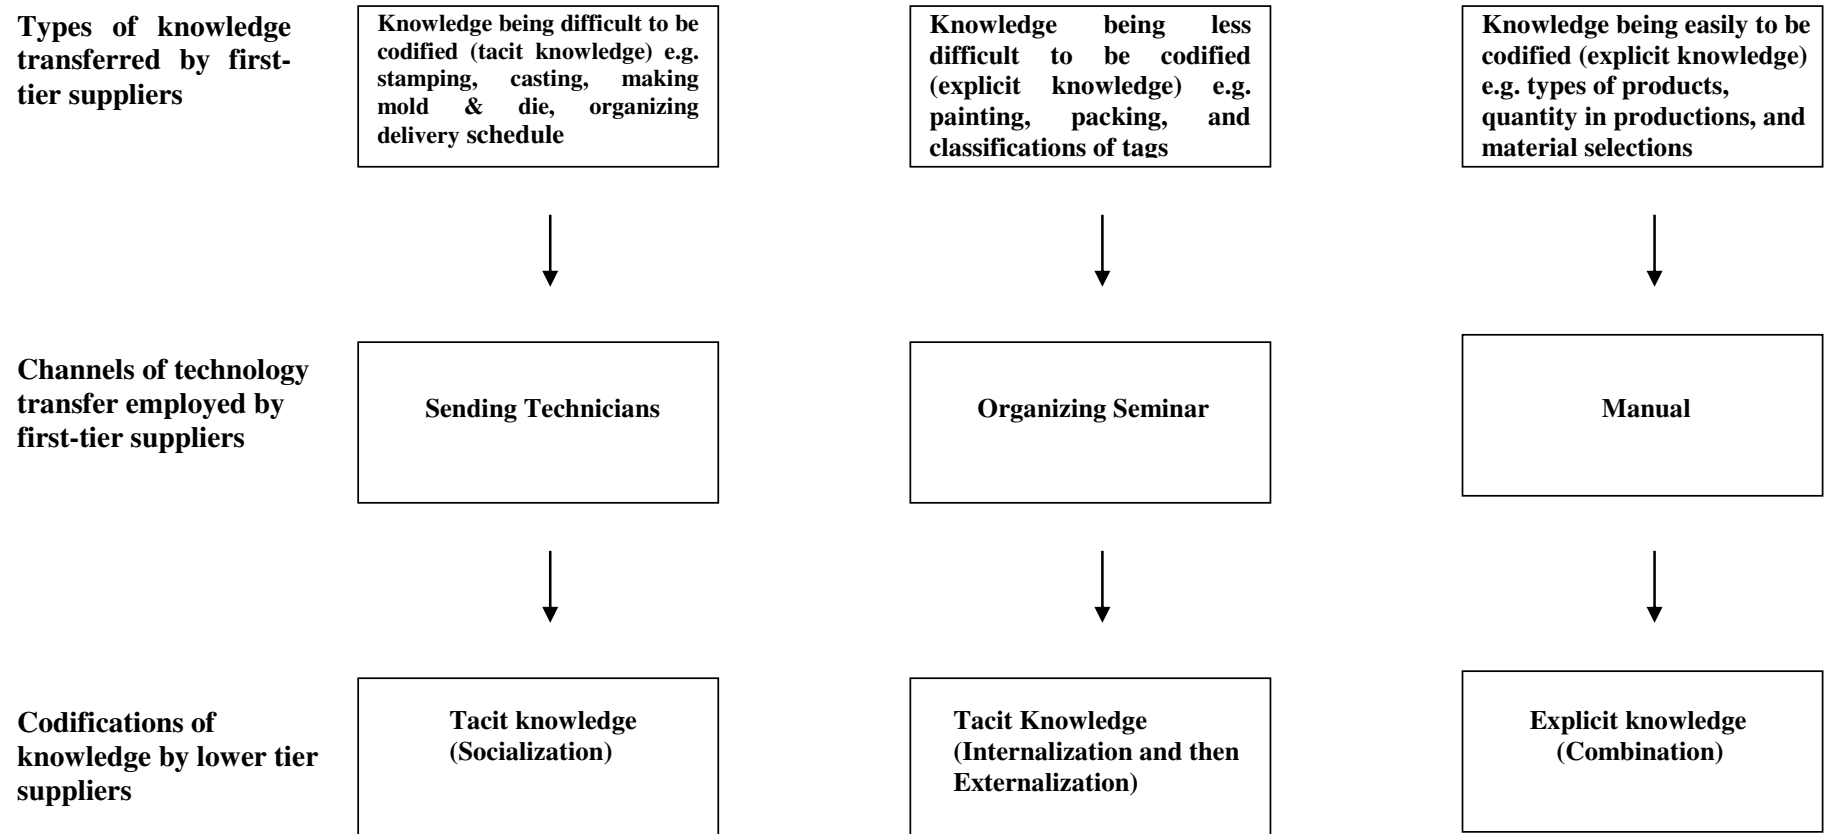 Types of knowledge
transferred by first-
tier suppliers
Knowledge being difficult to be
codified (tacit knowledge) e.g.
stamping, casting, making
mold & die, organizing
delivery schedule
Knowledge being less
difficult to be codified
(explicit knowledge) e.g.
painting, packing, and
classifications of tags
Knowledge being easily to be
codified (explicit knowledge)
e.g. types of products,
quantity in productions, and
material selections
Channels of technology
transfer employed by
first-tier suppliers
Sending Technicians
Organizing Seminar
Manual
Codifications of
knowledge by lower tier
suppliers
Tacit knowledge
(Socialization)
Tacit Knowledge
(Internalization and then
Externalization)
Explicit knowledge
(Combination)